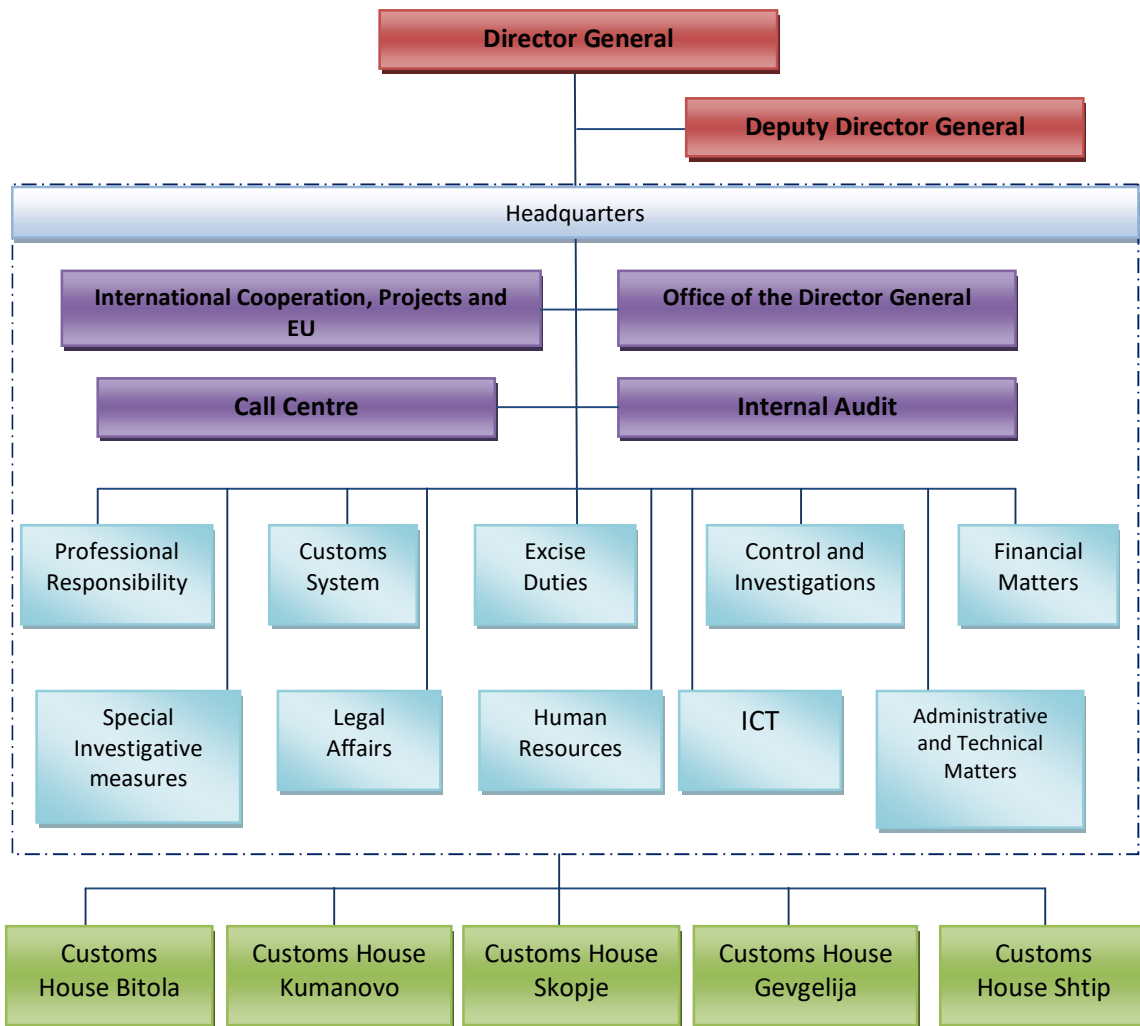 Director General
Deputy Director General
Headquarters
International Cooperation, Projects and
EU
Office of the Director General
Call Centre
Internal Audit
Professional
Responsibility
Customs
System
Excise
Duties
Control and
Investigations
Financial
Matters
Special
Investigative
measures
Legal
Affairs
Human
Resources
ICT
Administrative
and Technical
Matters
Customs
House Bitola
Customs House
Kumanovo
Customs House
Skopje
Customs House
Gevgelija
Customs
House Shtip